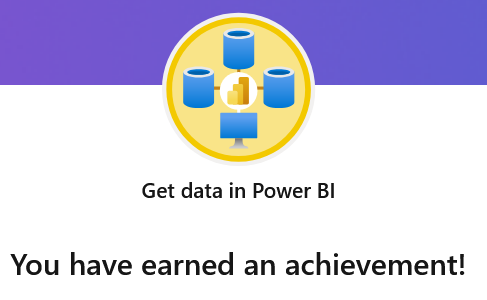 Get data in Power BI
You have earned an achievement!